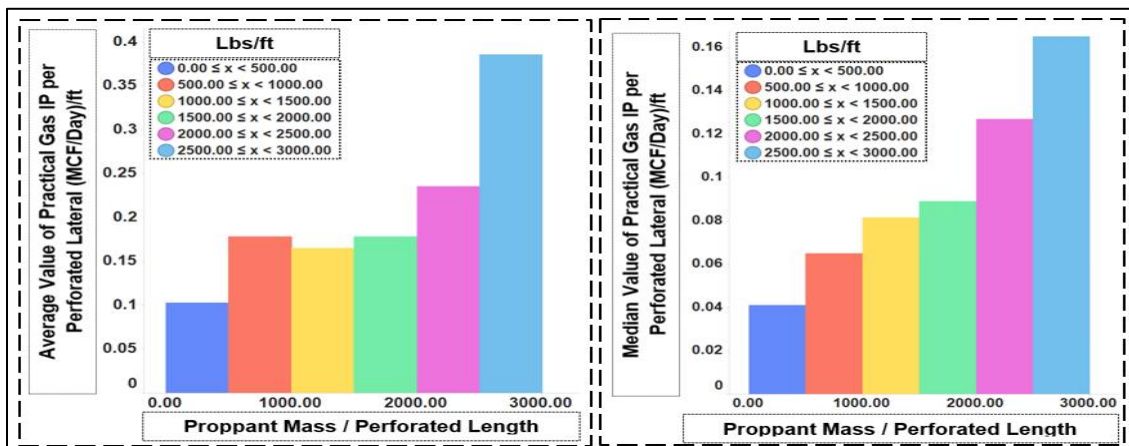 Average Value of Practical Gas IP per
Perforated Lateral (MCF/Day)/ft
0.4
0.35
0.3
0.25
0.2
0.15
0.1
0.05
0
Lbs/ft
0.00 ≤ x < 500.00
500.00 ≤ x < 1000.00
1000.00 ≤ x < 1500.00
1500.00 ≤ x < 2000.00
2000.00 ≤ x < 2500.00
2500.00 ≤ x < 3000.00
0.00 1000.00 2000.00 3000.00
Proppant Mass / Perforated Length
Median Value of Practical Gas IP per
Perforated Lateral (MCF/Day)/ft
0.16
0.14
0.12
0.1
0.08
0.06
0.04
0.02
0
Lbs/ft
0.00 ≤ x < 500.00
500.00 ≤ x < 1000.00
1000.00 ≤ x < 1500.00
1500.00 ≤ x < 2000.00
2000.00 ≤ x < 2500.00
2500.00 ≤ x < 3000.00
0.00 1000.00 2000.00 3000.00
Proppant Mass / Perforated Length